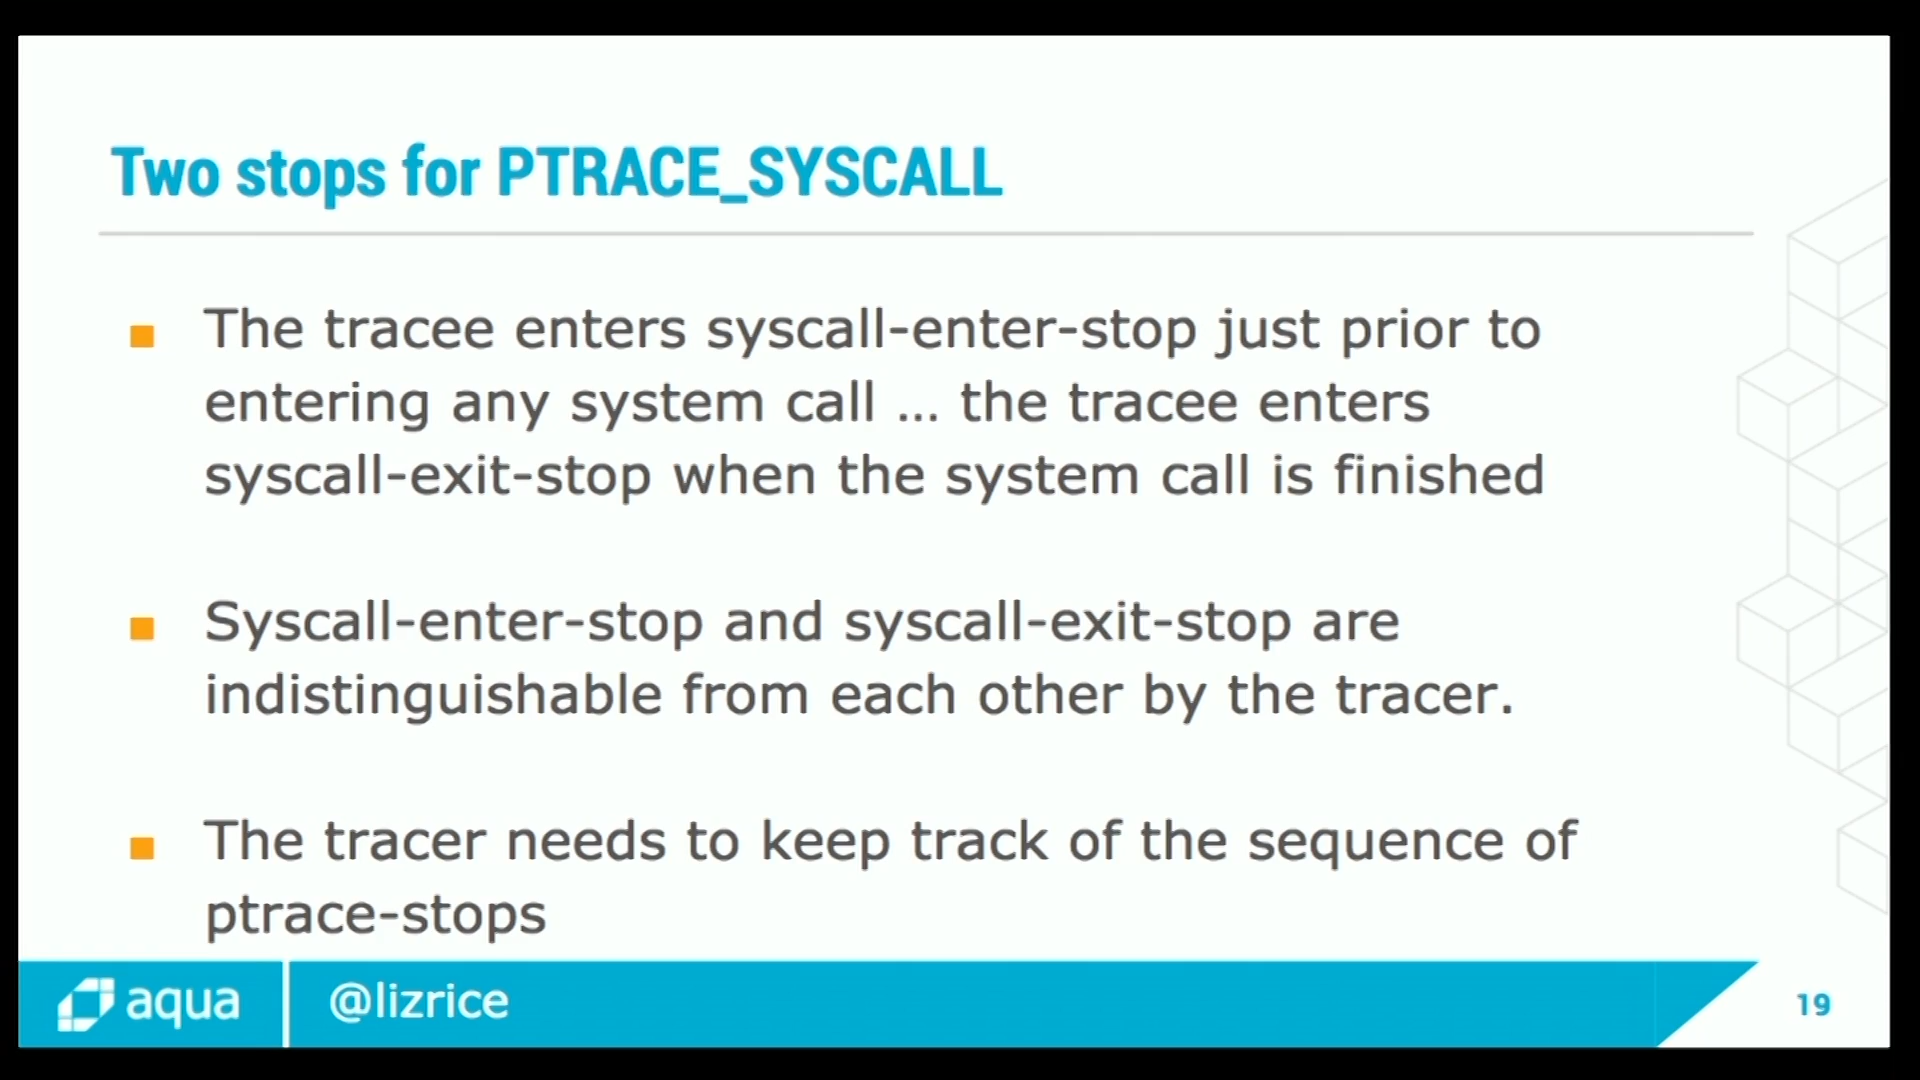 Two stops for PTRACE_SYSCALL
The tracee enters syscall-enter-stop just prior to
entering any system call ... the tracee enters
syscall-exit-stop when the system call is finished
Syscall-enter-stop and syscall-exit-stop are
indistinguishable from each other by the tracer.
The tracer needs to keep track of the sequence of
ptrace-stops
aqua
@lizrice
19